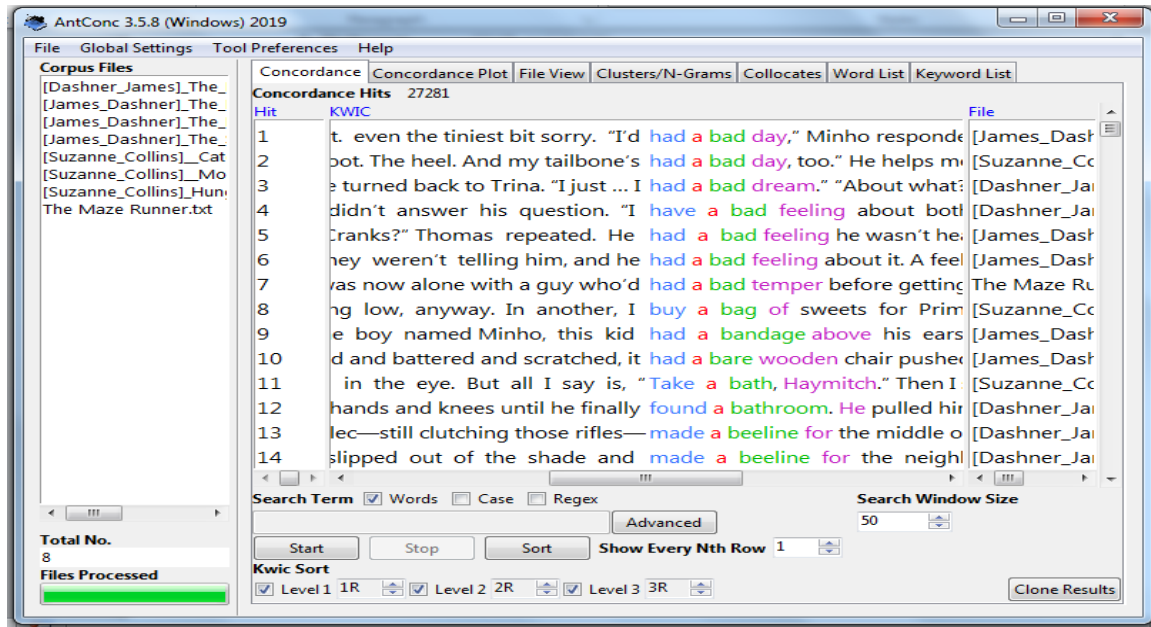 AntConc 3.5.8 (Windows) 2019
File Global Settings Tool Preferences Help
Corpus Files
[Dashner_James]_The_
[James_Dashner]_The_
[James_Dashner]_The_
[James_Dashner]_The_
[Suzanne_Collins]__Cat
[Suzanne_Collins]__Mo
[Suzanne_Collins]_Hun
The Maze Runner.txt
Total No.
8
Files Processed
Concordance Concordance Plot File View Clusters/N-Grams Collocates Word List Keyword List
Concordance Hits 27281
Hit KWIC File
1 t. even the tiniest bit sorry. “I’d had a bad day,” Minho responde [James_Dash
2 oot. The heel. And my tailbone’s had a bad day, too.” He helps m [Suzanne_Co
3 e turned back to Trina. “I just ... I had a bad dream.” “About what? [Dashner_Ja
4 didn’t answer his question. “I have a bad feeling about bot [Dashner_Ja
5 Cranks?” Thomas repeated. He had a bad feeling he wasn’t hea [James_Dash
6 ney weren’t telling him, and he had a bad feeling about it. A feel [James_Dash
7 as now alone with a guy who’d had a bad temper before getting The Maze Ru
8 ng low, anyway. In another, I buy a bag of sweets for Prim [Suzanne_Co
9 e boy named Minho, this kid had a bandage above his ears [James_Dash
10 d and battered and scratched, it had a bare wooden chair pushe [James_Dash
11 in the eye. But all I say is, “Take a bath, Haymitch.” Then I [Suzanne_Co
12 hands and knees until he finally found a bathroom. He pulled hi [Dashner_Ja
13 lec—still clutching those rifles—made a beeline for the middle o [Dashner_Ja
14 slipped out of the shade and made a beeline for the neigh [Dashner_Ja
Search Term Words Case Regex Search Window Size
Advanced 50
Start Stop Sort Show Every Nth Row 1
Kwic Sort
Level 1 1R Level 2 2R Level 3 3R Clone Results